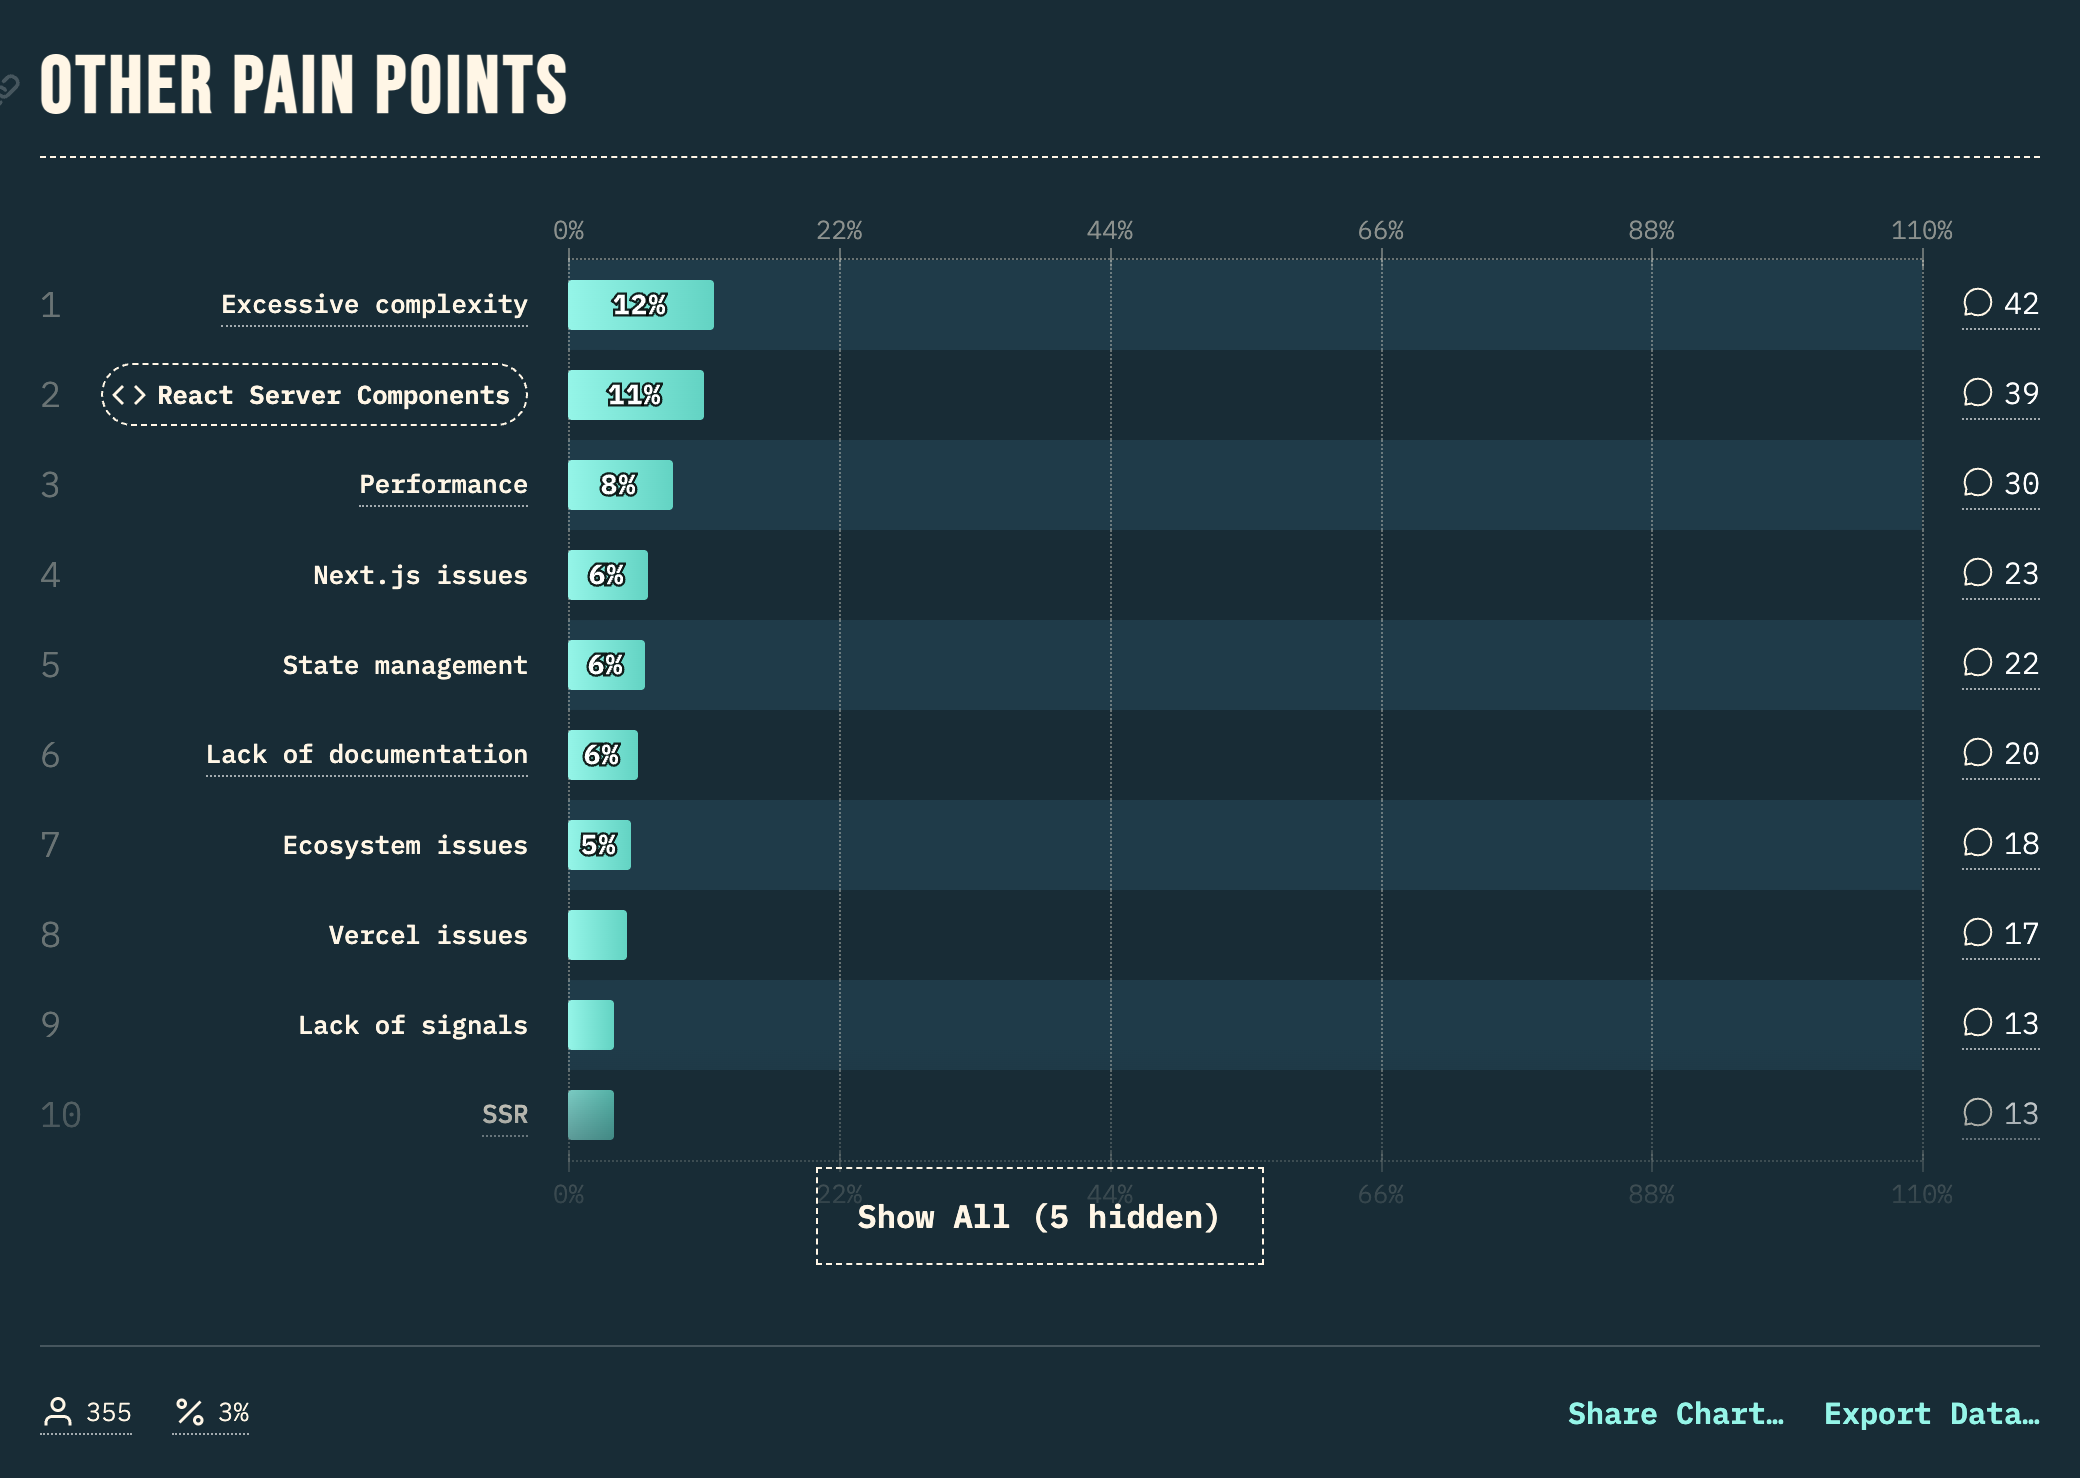 OTHER PAIN POINTS
0% 22% 44% 66% 88% 110%
1 Excessive complexity 12% 42
2 <> React Server Components 11% 39
3 Performance 8% 30
4 Next.js issues 6% 23
5 State management 6% 22
6 Lack of documentation 6% 20
7 Ecosystem issues 5% 18
8 Vercel issues 17
9 Lack of signals 13
10 SSR 13
0% 22% 44% 66% 88% 110%
Show All (5 hidden)
355 % 3% Share Chart… Export Data…